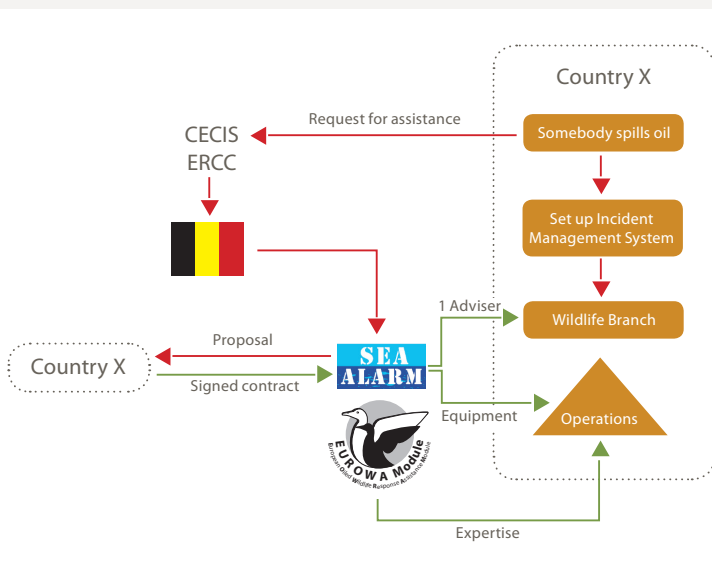 Country X
Request for assistance
Somebody spills oil
CECIS
ERCC
Set up Incident
Management System
1 Adviser
Wildlife Branch
Proposal
SEA
ALARM
Country X
Signed contract
Equipment
Operations
EUROWA Module
European Oiled Wildlife Response Assistance Module
Expertise